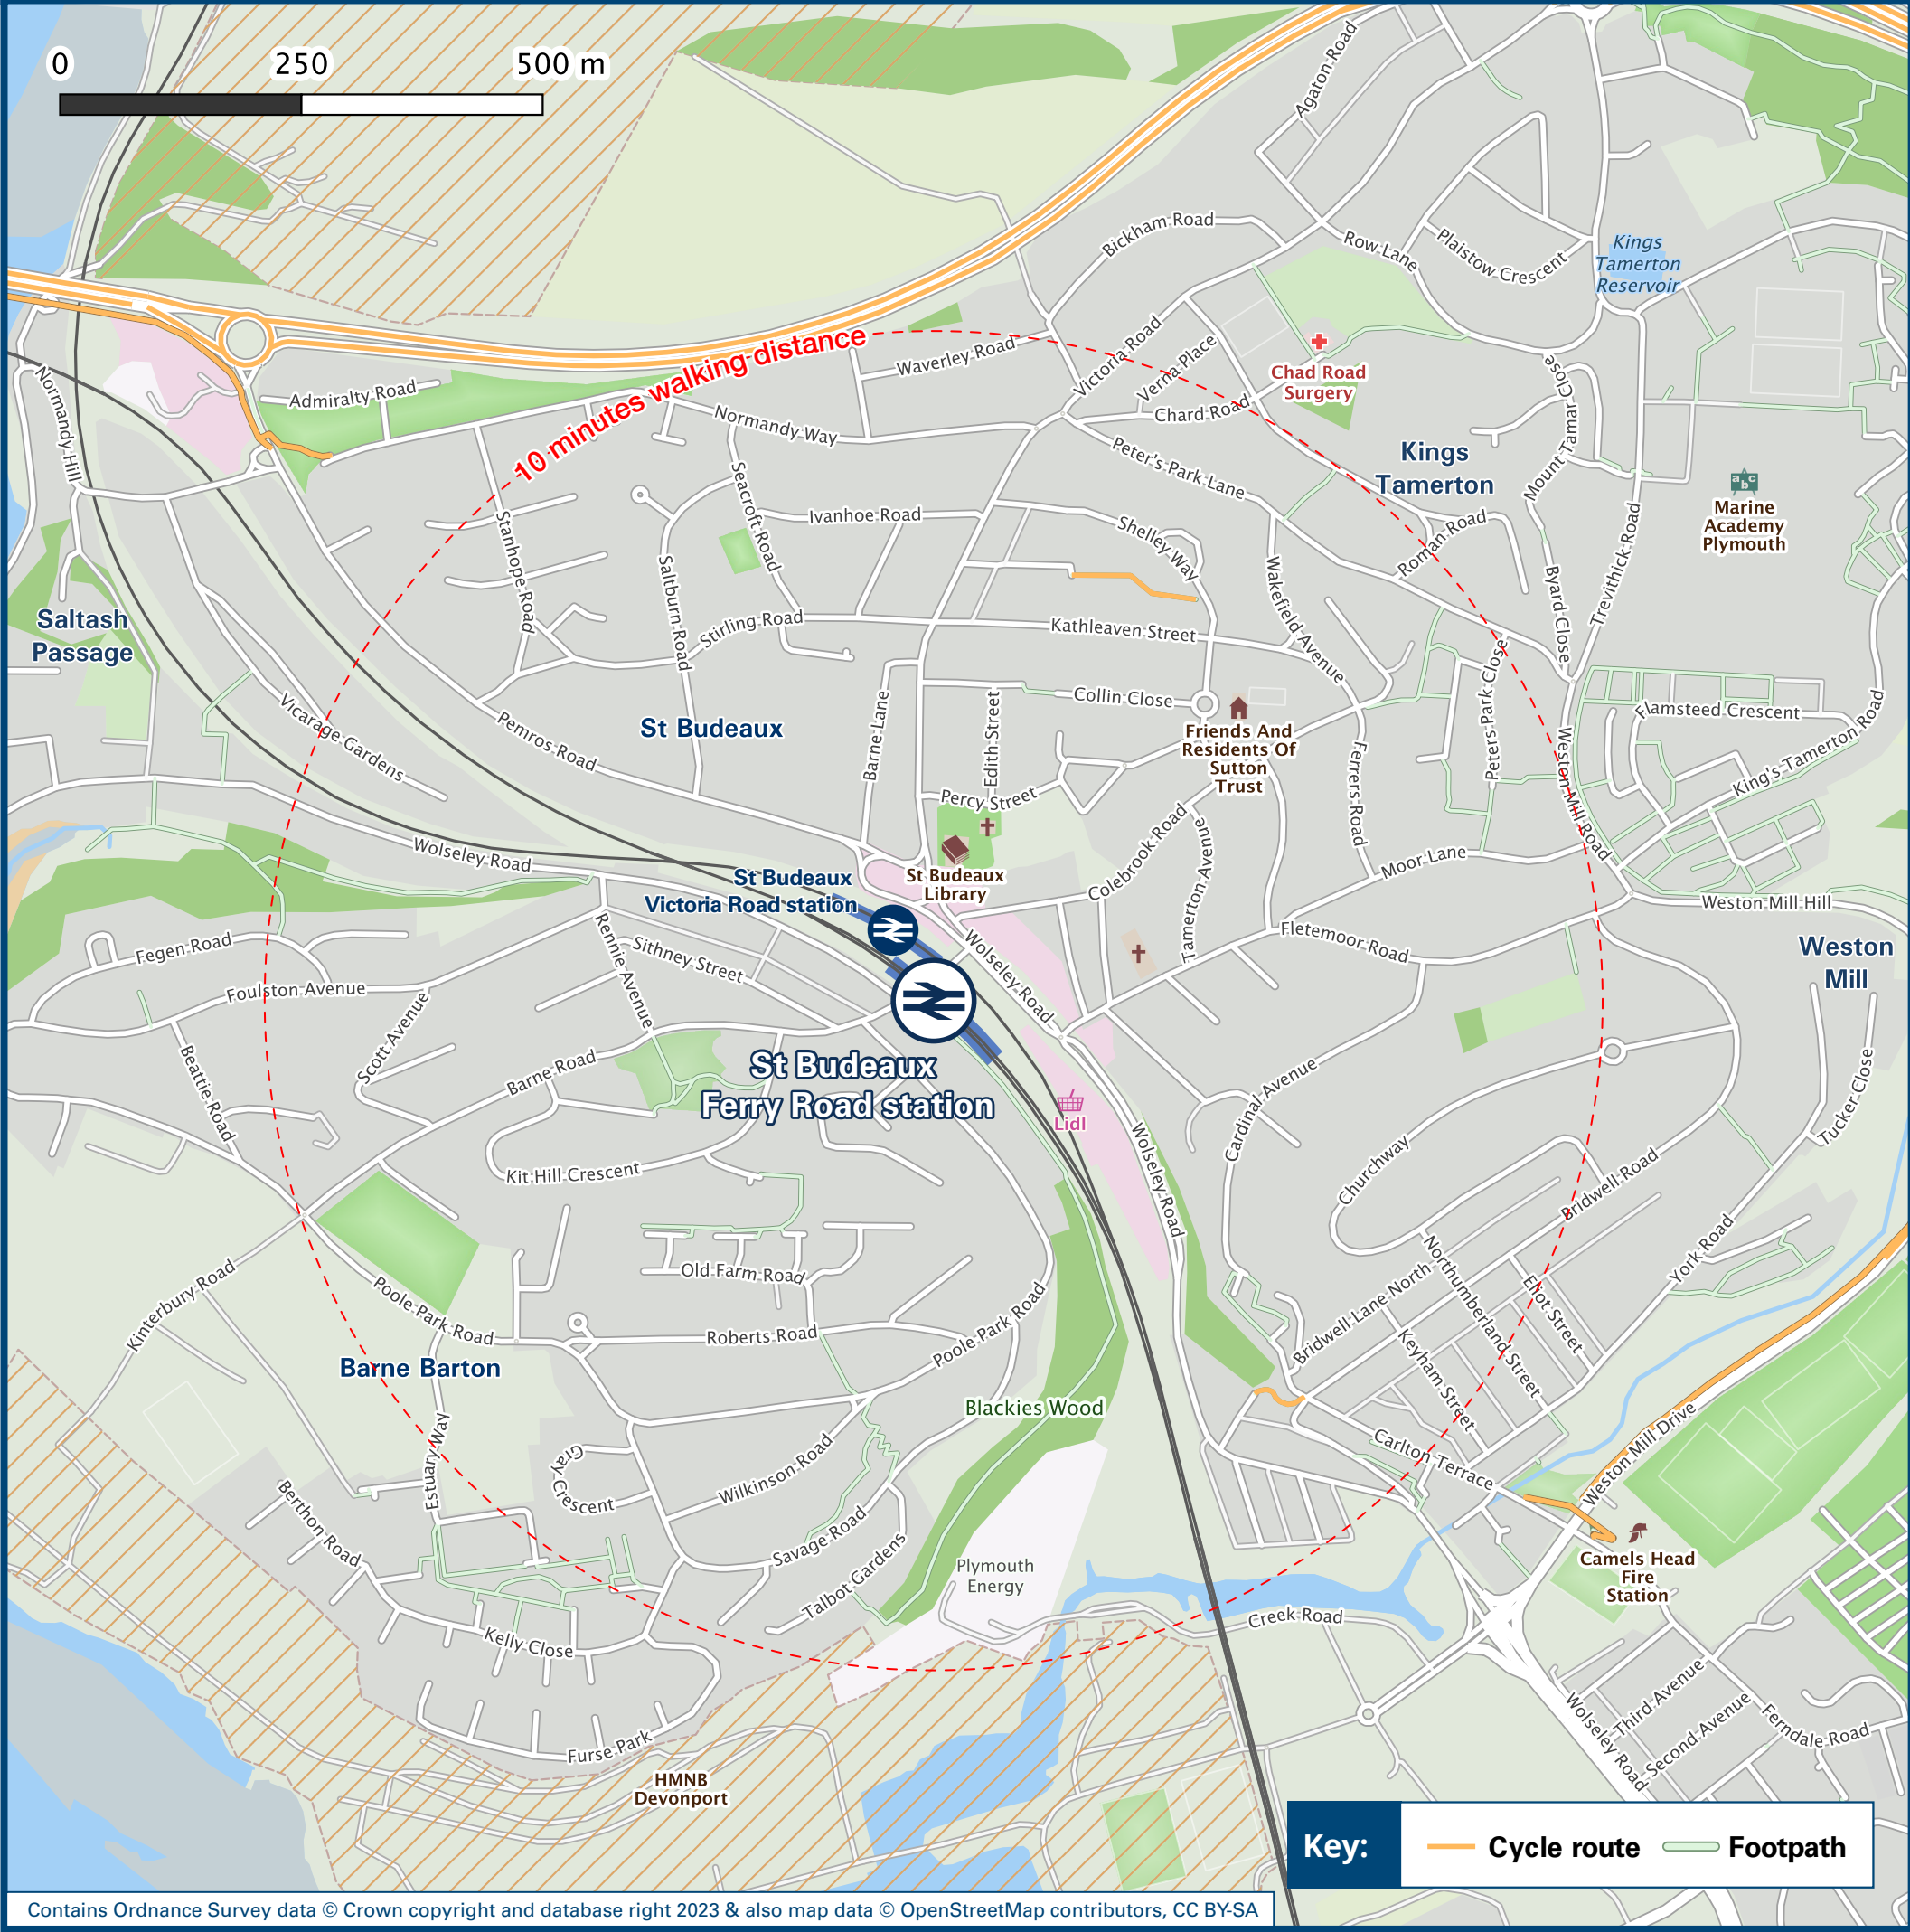 0 250 500 m
Agaton Road
Bickham Road
Row Lane
Plaistow Crescent
Kings
Tamerton
Reservoir
10 minutes walking distance
Waverley Road
Victoria Road
Verna Place
Chad Road
Surgery
Chard Road
Admiralty Road
Normandy Way
Normandy Hill
Peter's Park Lane
Kings
Tamerton
Mount Tamar Close
Marine
Academy
Plymouth
Seacroft Road
Ivanhoe Road
Shelley Way
Stanhope Road
Saltburn Road
Stirling Road
Kathleaven Street
Wakefield Avenue
Roman Road
Byard Close
Trevithick Road
Saltash
Passage
Vicarage Gardens
Pemros Road
St Budeaux
Barne Lane
Edith Street
Collin Close
Friends And
Residents Of
Sutton
Trust
Ferrers Road
Peters Park Close
Weston Mill Road
Flamsteed Crescent
King's Tamerton Road
Percy Street
St Budeaux
Library
Colebrook Road
Tamerton Avenue
Moor Lane
Weston Mill Hill
Weston
Mill
Wolseley Road
St Budeaux
Victoria Road station
Wolseley Road
Fletemoor Road
Fegen Road
Foulston Avenue
Rennie Avenue
Sithney Street
Scott Avenue
Beattie Road
Barne Road
St Budeaux
Ferry Road station
Lidl
Wolseley Road
Cardinal Avenue
Churchway
Bridwell Road
Tucker Close
York Road
Kit Hill Crescent
Old Farm Road
Kinterbury Road
Poole Park Road
Roberts Road
Poole Park Road
Barne Barton
Bridwell Lane North
Northumberland Street
Eliot Street
Keyham Street
Blackies Wood
Carlton Terrace
Weston Mill Drive
Estuary Way
Gray
Crescent
Wilkinson Road
Berthon Road
Savage Road
Talbot Gardens
Plymouth
Energy
Camels Head
Fire
Station
Creek Road
Kelly Close
Furse Park
HMNB
Devonport
Wolseley Road
Third Avenue
Second Avenue
Ferndale Road
Key: Cycle route Footpath
Contains Ordnance Survey data © Crown copyright and database right 2023 & also map data © OpenStreetMap contributors, CC BY-SA